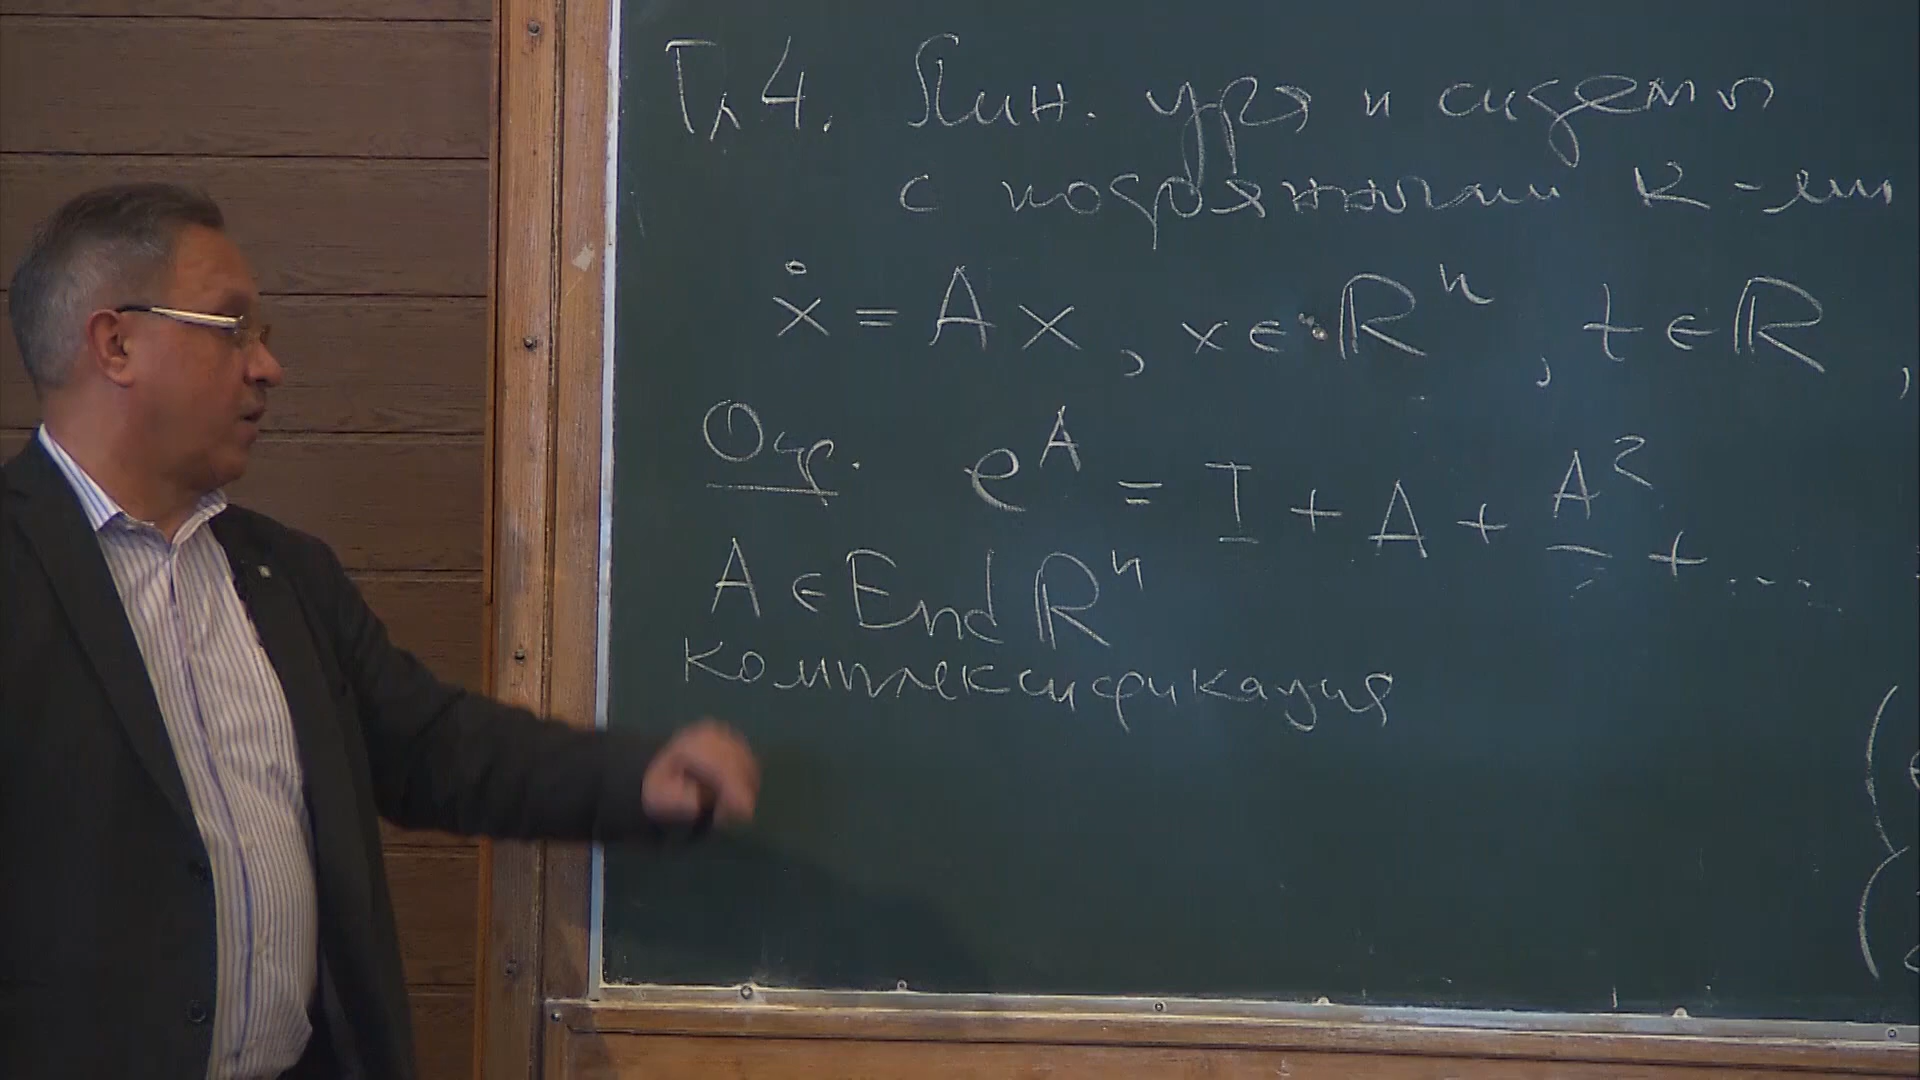 Гл 4. Лин. ур-я и системы
с постоянными к-ми
ẋ = Ax, x ∈ ℝⁿ, t ∈ ℝ,
Опр. e^A = I + A + A²/2 + ...
A ∈ End ℝⁿ
комплексификация